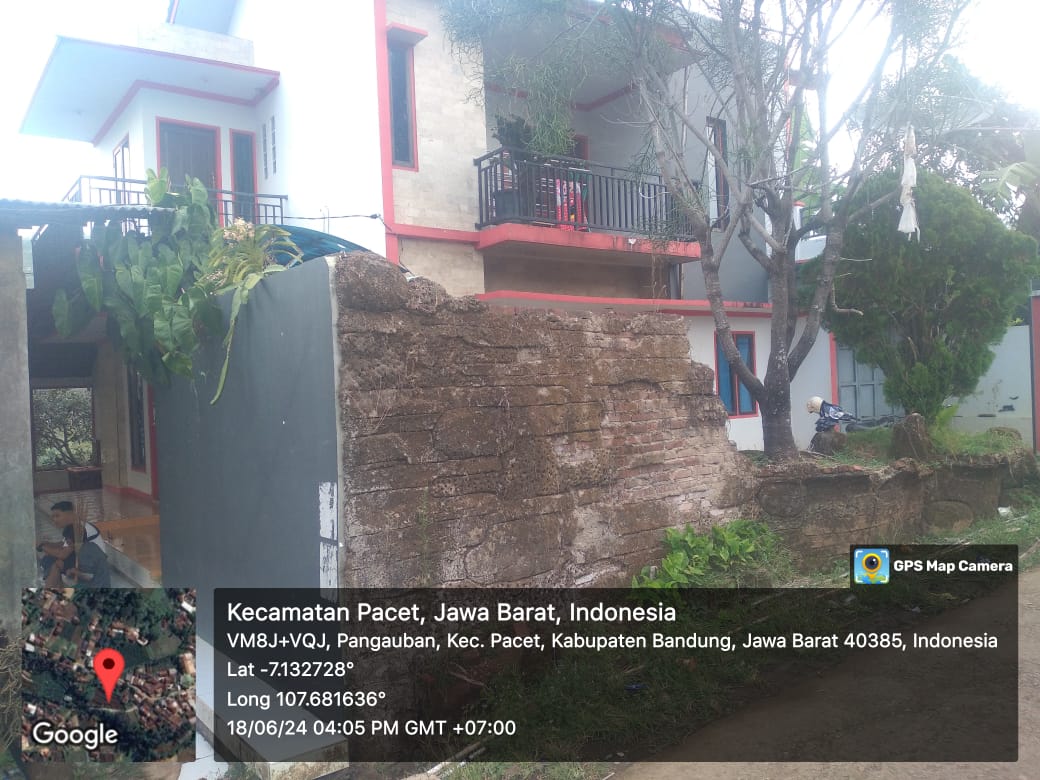 GPS Map Camera
Kecamatan Pacet, Jawa Barat, Indonesia
VM8J+VQJ, Pangauban, Kec. Pacet, Kabupaten Bandung, Jawa Barat 40385, Indonesia
Lat -7.132728°
Long 107.681636°
18/06/24 04:05 PM GMT +07:00
Google